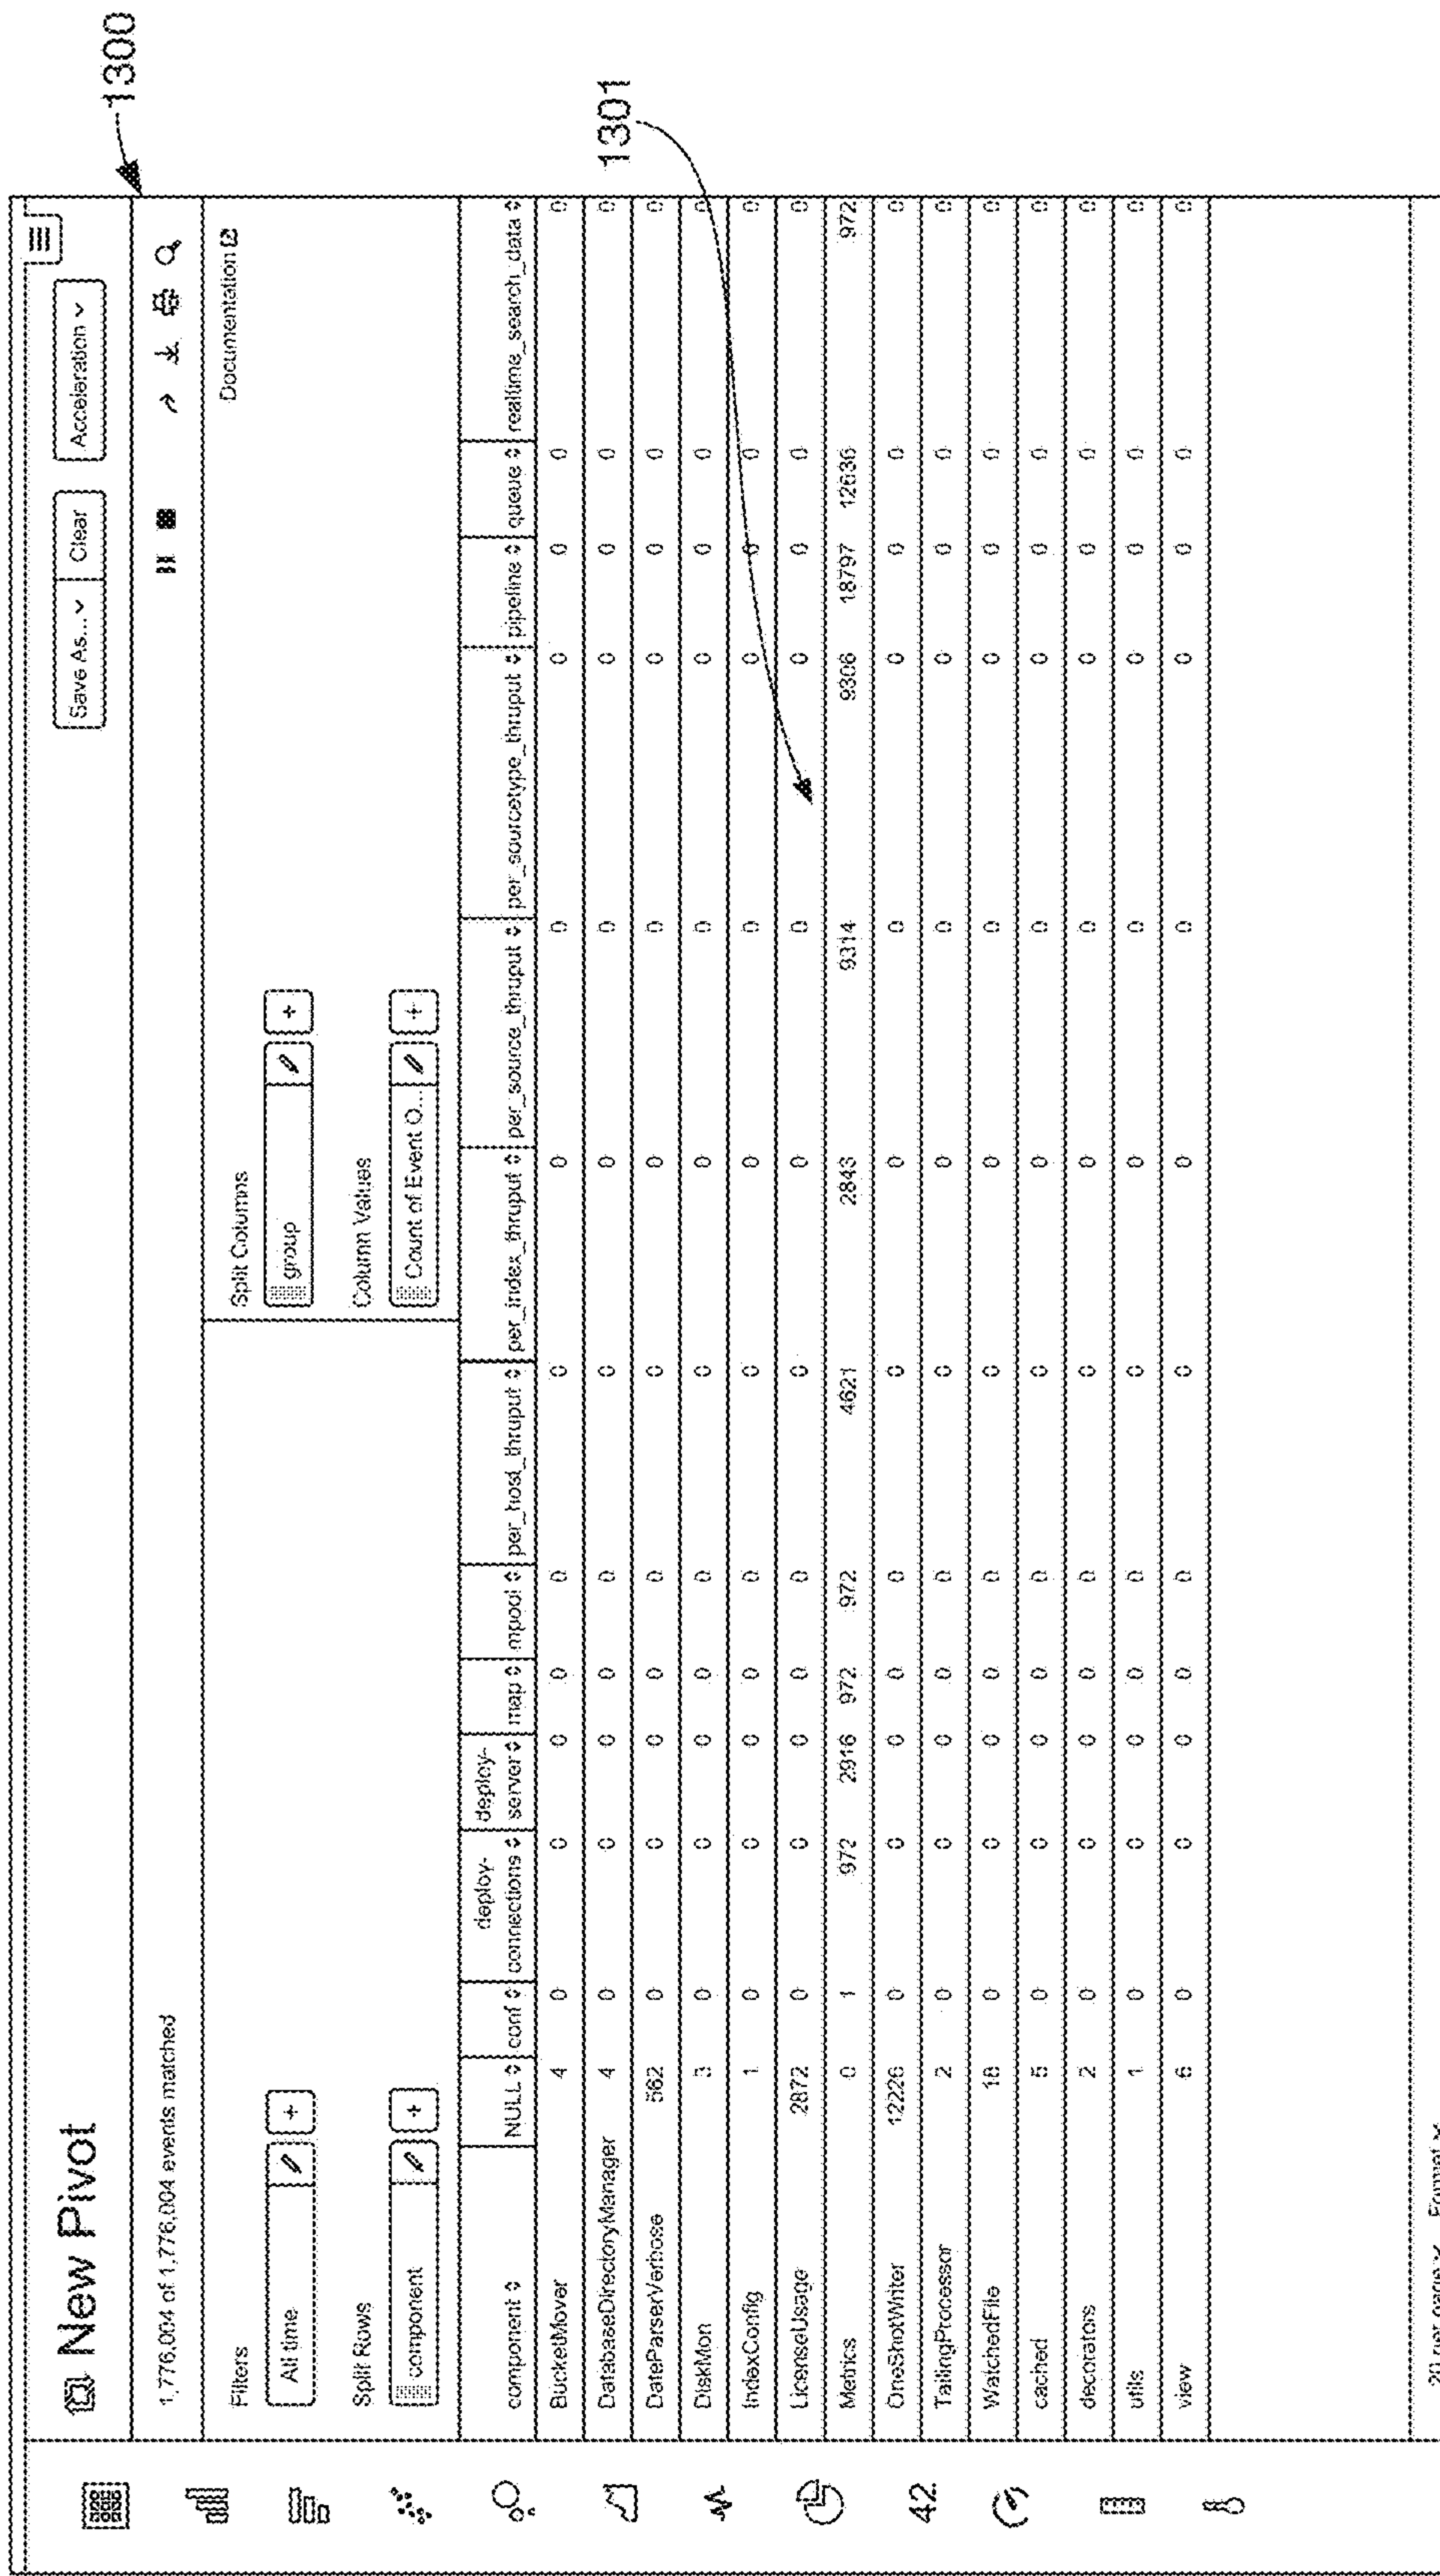 1300
New Pivot
Save As... Clear Acceleration
1,776,004 of 1,776,004 events matched
Filters Split Columns Documentation
All time + group +
Split Rows Column Values
component + Count of Event O... +
1301
component NULL conf deploy-connections deploy-server map mpool per_host_thruput per_index_thruput per_source_thruput per_sourcetype_thruput pipeline queue realtime_search_data
BucketMover 4 0 0 0 0 0 0 0 0 0 0 0 0
DatabaseDirectoryManager 4 0 0 0 0 0 0 0 0 0 0 0 0
DateParserVerbose 562 0 0 0 0 0 0 0 0 0 0 0 0
DiskMon 3 0 0 0 0 0 0 0 0 0 0 0 0
IndexConfig 1 0 0 0 0 0 0 0 0 0 0 0 0
LicenseUsage 2872 0 0 0 0 0 0 0 0 0 0 0 0
Metrics 0 1 972 2916 972 972 4621 2843 9314 9306 18797 12636 972
OneShotWriter 12226 0 0 0 0 0 0 0 0 0 0 0 0
TailingProcessor 2 0 0 0 0 0 0 0 0 0 0 0 0
WatchedFile 18 0 0 0 0 0 0 0 0 0 0 0 0
cached 5 0 0 0 0 0 0 0 0 0 0 0 0
decorators 2 0 0 0 0 0 0 0 0 0 0 0 0
utils 1 0 0 0 0 0 0 0 0 0 0 0 0
view 6 0 0 0 0 0 0 0 0 0 0 0 0
42
20 per page Format